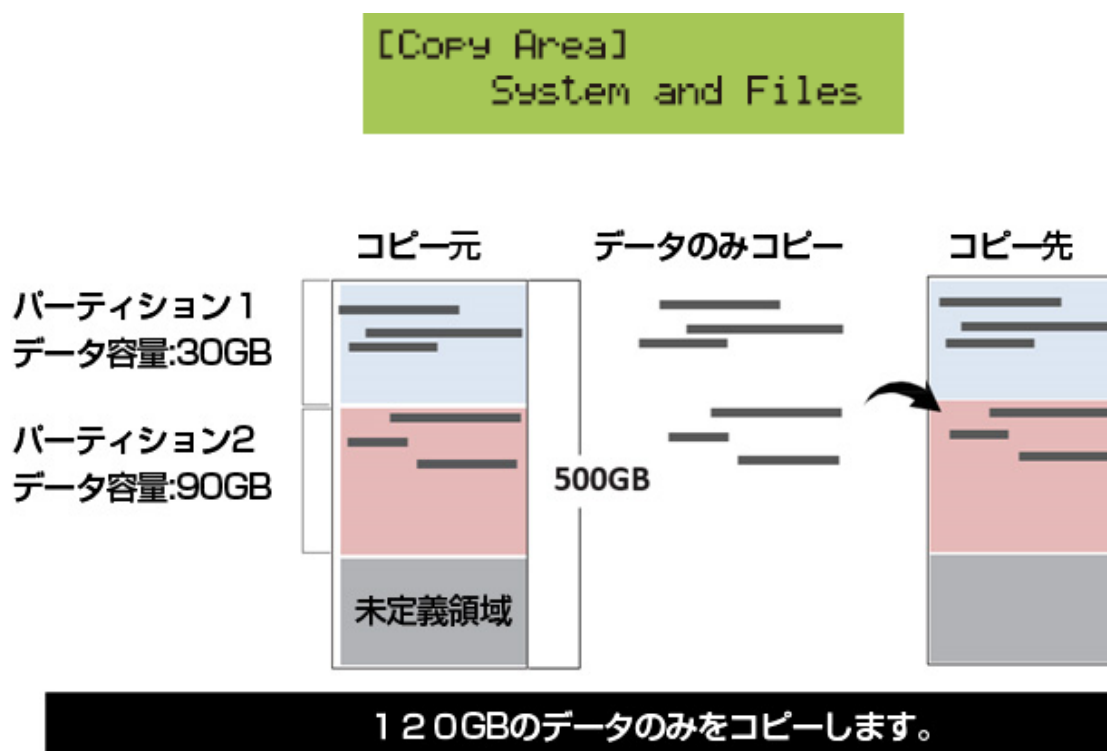 [Copy Area]
System and Files
コピー元
データのみコピー
コピー先
パーティション1
データ容量:30GB
パーティション2
データ容量:90GB
500GB
未定義領域
120GBのデータのみをコピーします。